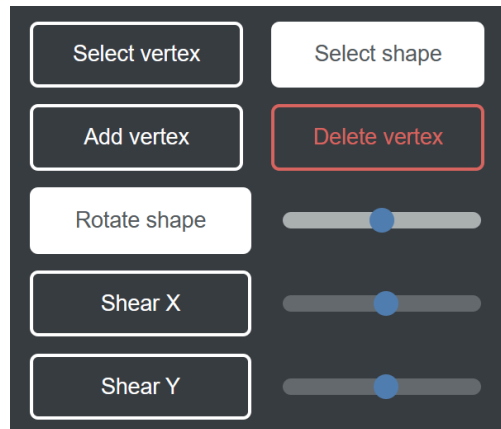 Select vertex
Select shape
Add vertex
Delete vertex
Rotate shape
Shear X
Shear Y